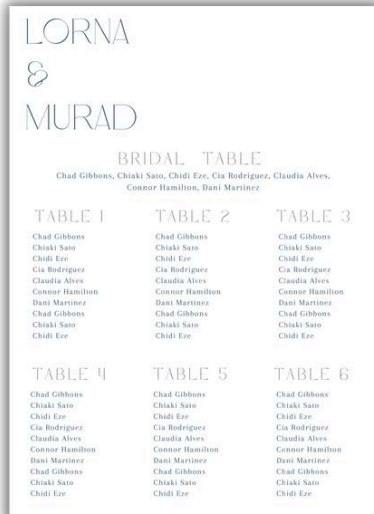 LORNA
&
MURAD
BRIDAL TABLE
Chad Gibbons, Chiaki Sato, Chidi Eze, Cia Rodriguez, Claudia Alves,
Connor Hamilton, Dani Martinez
TABLE 1
Chad Gibbons
Chiaki Sato
Chidi Eze
Cia Rodriguez
Claudia Alves
Connor Hamilton
Dani Martinez
Chad Gibbons
Chiaki Sato
Chidi Eze
TABLE 2
Chad Gibbons
Chiaki Sato
Chidi Eze
Cia Rodriguez
Claudia Alves
Connor Hamilton
Dani Martinez
Chad Gibbons
Chiaki Sato
Chidi Eze
TABLE 3
Chad Gibbons
Chiaki Sato
Chidi Eze
Cia Rodriguez
Claudia Alves
Connor Hamilton
Dani Martinez
Chad Gibbons
Chiaki Sato
Chidi Eze
TABLE 4
Chad Gibbons
Chiaki Sato
Chidi Eze
Cia Rodriguez
Claudia Alves
Connor Hamilton
Dani Martinez
Chad Gibbons
Chiaki Sato
Chidi Eze
TABLE 5
Chad Gibbons
Chiaki Sato
Chidi Eze
Cia Rodriguez
Claudia Alves
Connor Hamilton
Dani Martinez
Chad Gibbons
Chiaki Sato
Chidi Eze
TABLE 6
Chad Gibbons
Chiaki Sato
Chidi Eze
Cia Rodriguez
Claudia Alves
Connor Hamilton
Dani Martinez
Chad Gibbons
Chiaki Sato
Chidi Eze